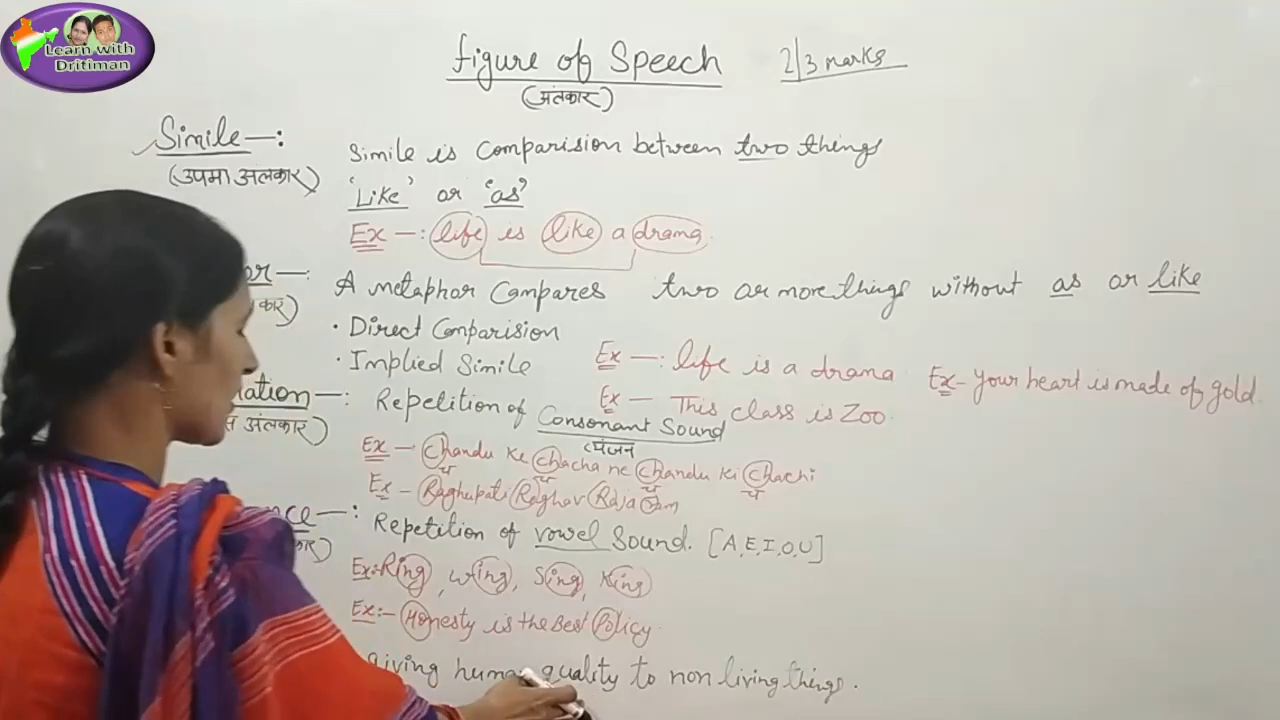 Learn with
Dritiman
Figure of Speech 2/3 marks
(अलंकार)
Simile —:
(उपमा अलंकार)
Simile is comparision between two things
'Like' or 'as'
Ex —: life is like a drama.
or —:
कार)
A metaphor Compares two or more things without as or like
• Direct Comparision
• Implied Simile
Ex —: life is a drama
Ex - Your heart is made of gold.
Ex — This class is Zoo.
ation —:
अंलकार)
Repetition of Consonant Sound
Ex — Chandu ke chacha ne chandu ki chachi
च च च च
Ex - Raghupati Raghav Raja Ram
nce —:
कार)
Repetition of vowel Sound. [A,E,I,O,U]
Ex:- Ring, Wing, Sing, King
Ex:- Honesty is the Best Policy.
giving human quality to non living things.